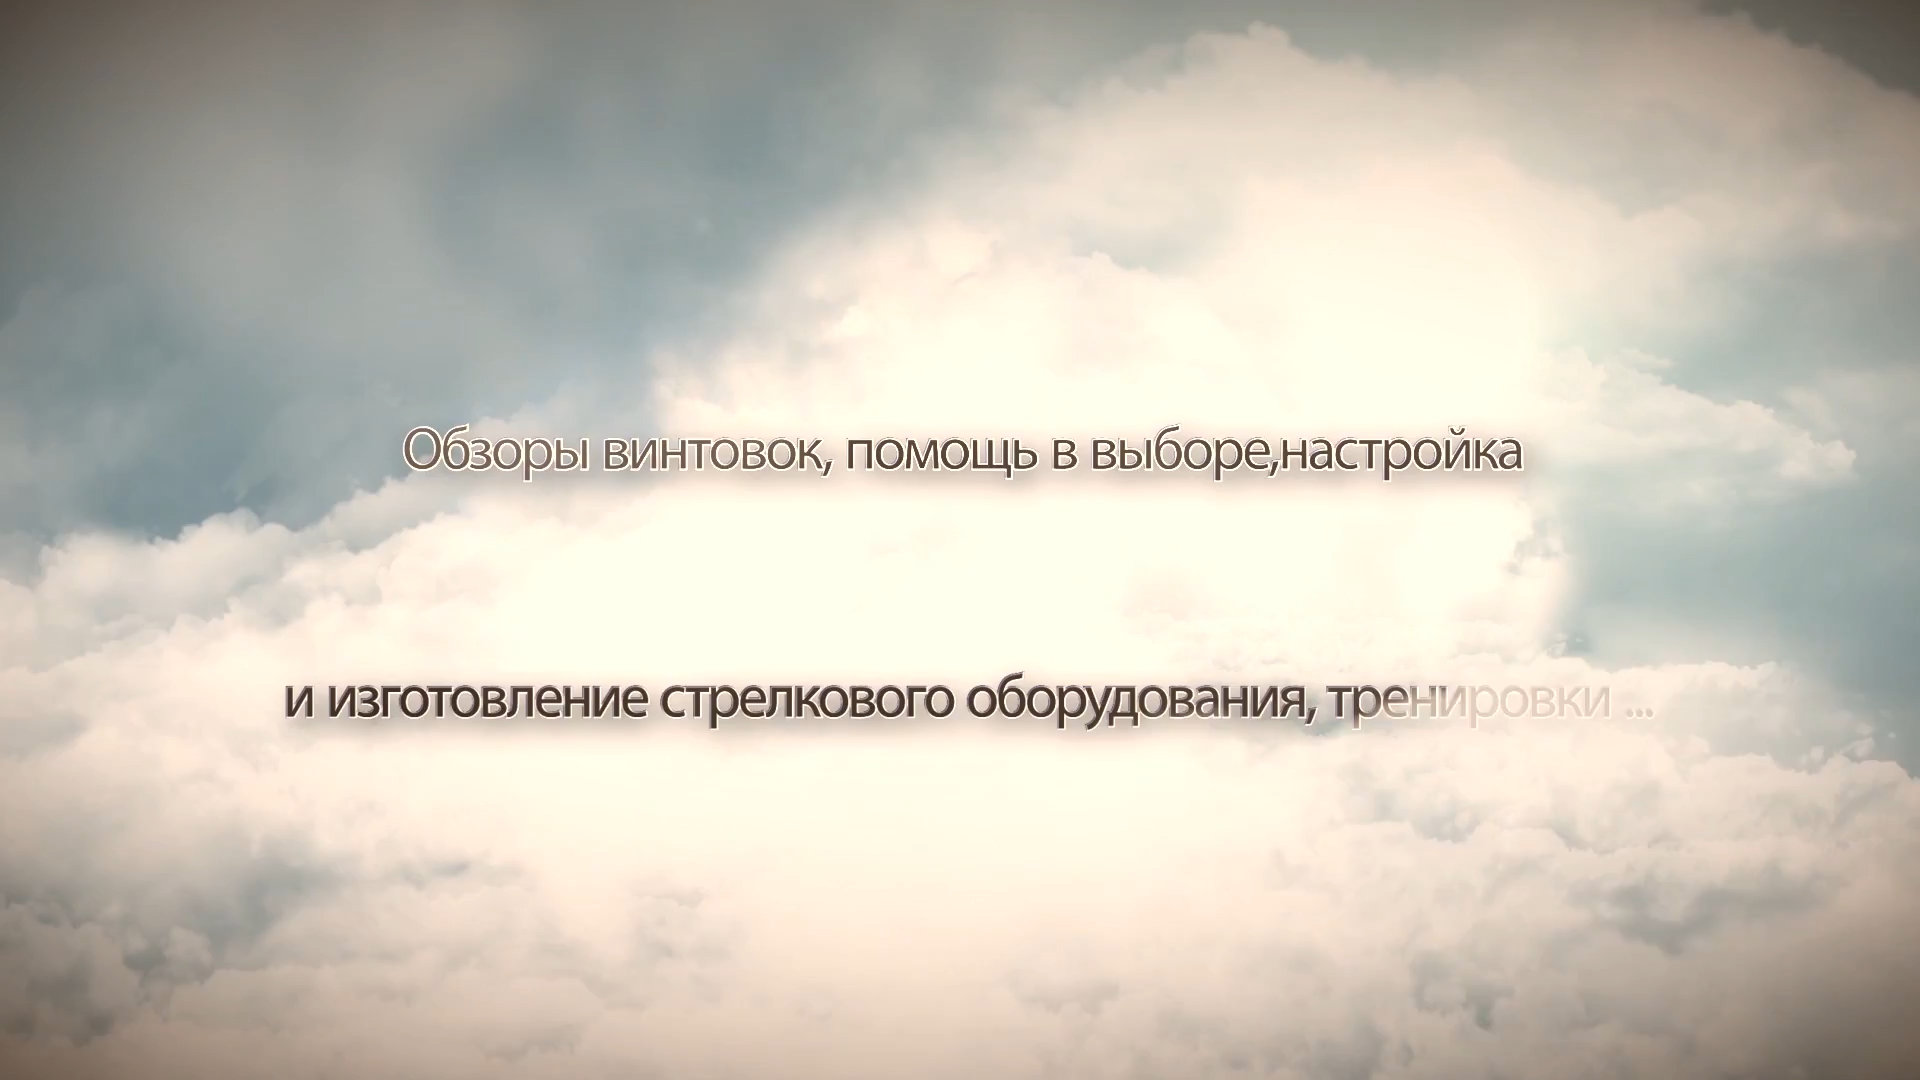 Обзоры винтовок, помощь в выборе,настройка
и изготовление стрелкового оборудования, тренировки ...